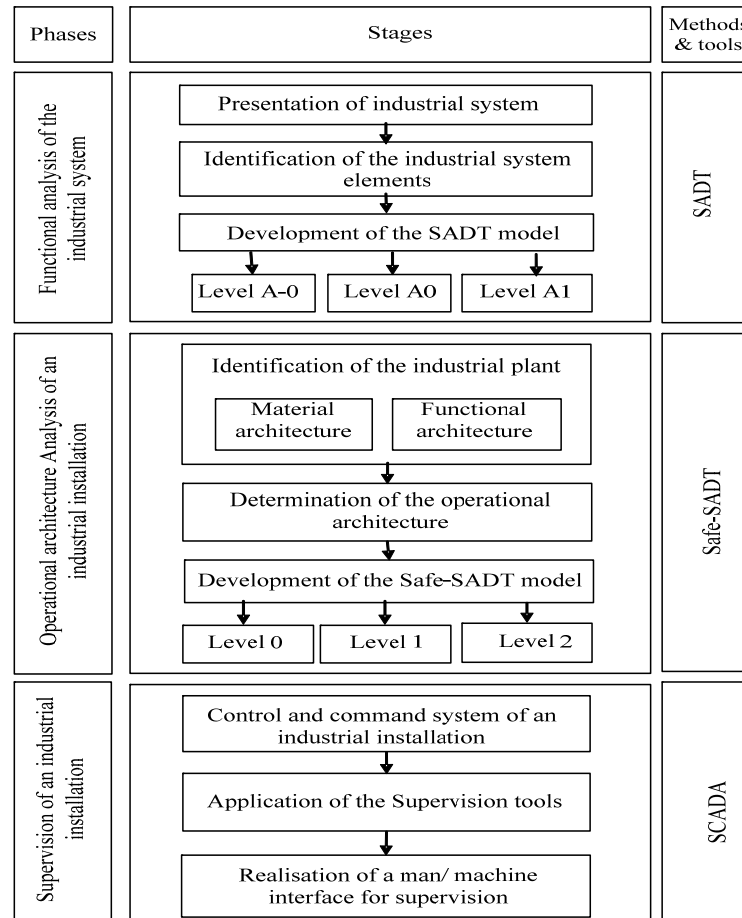 Phases
Stages
Methods
& tools
Functional analysis of the
industrial system
Presentation of industrial system
Identification of the industrial system
elements
Development of the SADT model
Level A-0
Level A0
Level A1
SADT
Operational architecture Analysis of an
industrial installation
Identification of the industrial plant
Material
architecture
Functional
architecture
Determination of the operational
architecture
Development of the Safe-SADT model
Level 0
Level 1
Level 2
Safe-SADT
Supervision of an industrial
installation
Control and command system of an
industrial installation
Application of the Supervision tools
Realisation of a man/ machine
interface for supervision
SCADA